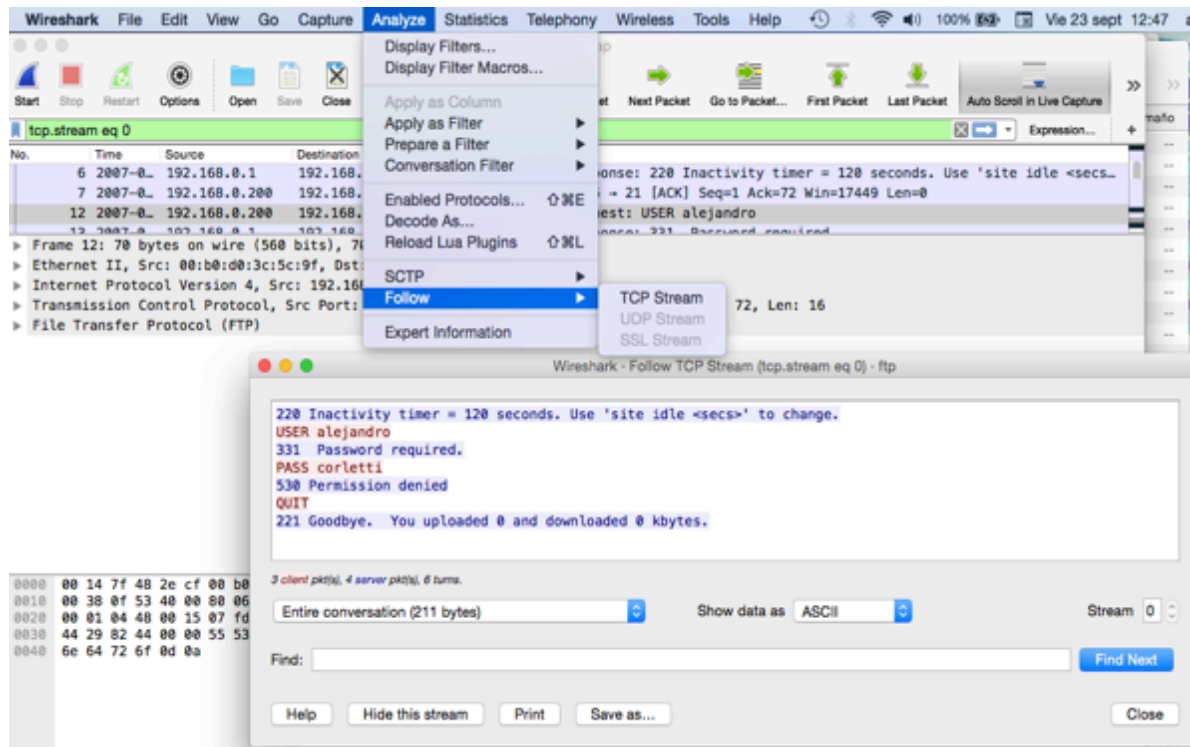 Wireshark File Edit View Go Capture Analyze Statistics Telephony Wireless Tools Help 100% Vie 23 sept 12:47
Display Filters...
Display Filter Macros...
Apply as Column
Apply as Filter
Prepare a Filter
Conversation Filter
Enabled Protocols... ⇧⌘E
Decode As...
Reload Lua Plugins ⇧⌘L
SCTP
Follow
Expert Information
TCP Stream
UDP Stream
SSL Stream
Start Stop Restart Options Open Save Close Next Packet Go to Packet... First Packet Last Packet Auto Scroll in Live Capture
tcp.stream eq 0 Expression... +
No. Time Source Destination
6 2007-0… 192.168.0.1 192.168. onse: 220 Inactivity timer = 120 seconds. Use 'site idle <secs…
7 2007-0… 192.168.0.200 192.168. → 21 [ACK] Seq=1 Ack=72 Win=17449 Len=0
12 2007-0… 192.168.0.200 192.168. est: USER alejandro
13 2007-0… 192.168.0.1 192.168. 331 Password required.
Frame 12: 70 bytes on wire (560 bits), 70
Ethernet II, Src: 00:b0:d0:3c:5c:9f, Dst:
Internet Protocol Version 4, Src: 192.168
Transmission Control Protocol, Src Port: 72, Len: 16
File Transfer Protocol (FTP)
Wireshark - Follow TCP Stream (tcp.stream eq 0) - ftp
220 Inactivity timer = 120 seconds. Use 'site idle <secs>' to change.
USER alejandro
331 Password required.
PASS corletti
530 Permission denied
QUIT
221 Goodbye. You uploaded 0 and downloaded 0 kbytes.
3 client pkt(s), 4 server pkt(s), 6 turns.
Entire conversation (211 bytes) Show data as ASCII Stream 0
Find: Find Next
Help Hide this stream Print Save as... Close
0000 00 14 7f 48 2e cf 00 b0
0010 00 38 0f 53 40 00 80 06
0020 00 01 04 48 00 15 07 fd
0030 44 29 82 44 00 00 55 53
0040 6e 64 72 6f 0d 0a